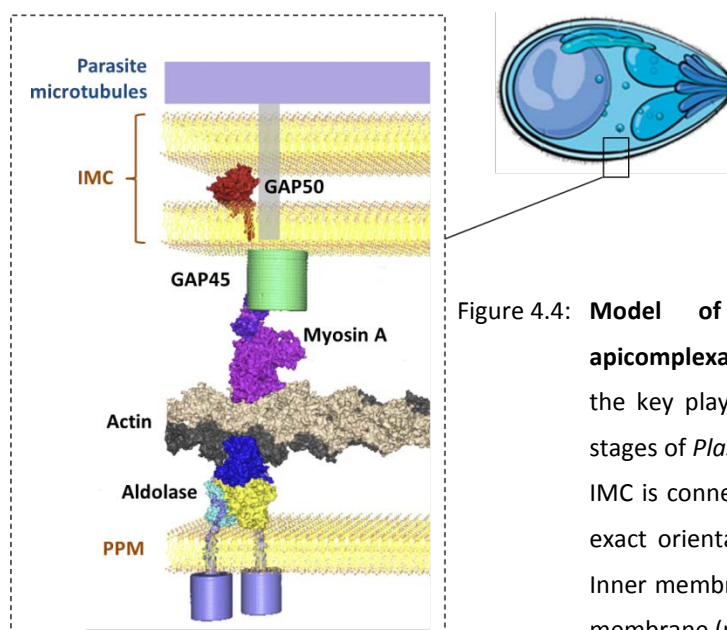 Parasite
microtubules
IMC
GAP50
GAP45
Myosin A
Actin
Aldolase
PPM
Figure 4.4: Model of
apicomplexa
the key play
stages of Plas
IMC is conne
exact orienta
Inner membr